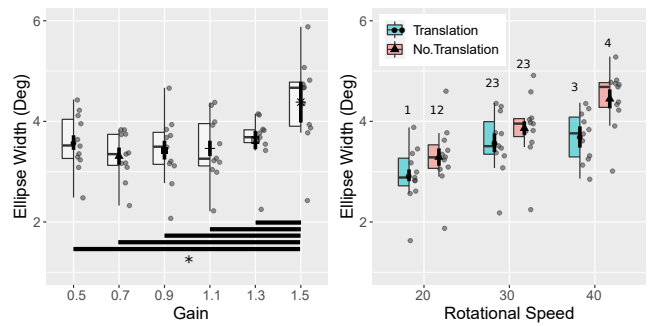 Ellipse Width (Deg)
6
4
2
*
0.5 0.7 0.9 1.1 1.3 1.5
Gain
Ellipse Width (Deg)
6
4
2
Translation
No.Translation
1 12 23 23 3 4
20 30 40
Rotational Speed